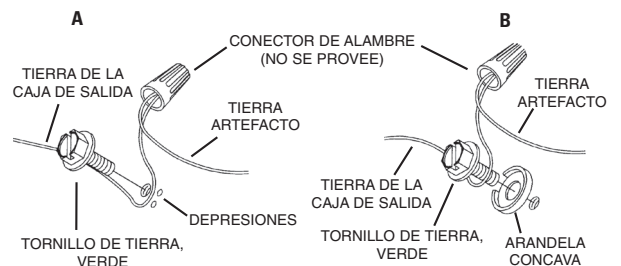 A
B
CONECTOR DE ALAMBRE
(NO SE PROVEE)
TIERRA DE LA
CAJA DE SALIDA
TIERRA
ARTEFACTO
DEPRESIONES
TORNILLO DE TIERRA,
VERDE
TIERRA
ARTEFACTO
TIERRA DE LA
CAJA DE SALIDA
TORNILLO DE TIERRA,
VERDE
ARANDELA
CONCAVA